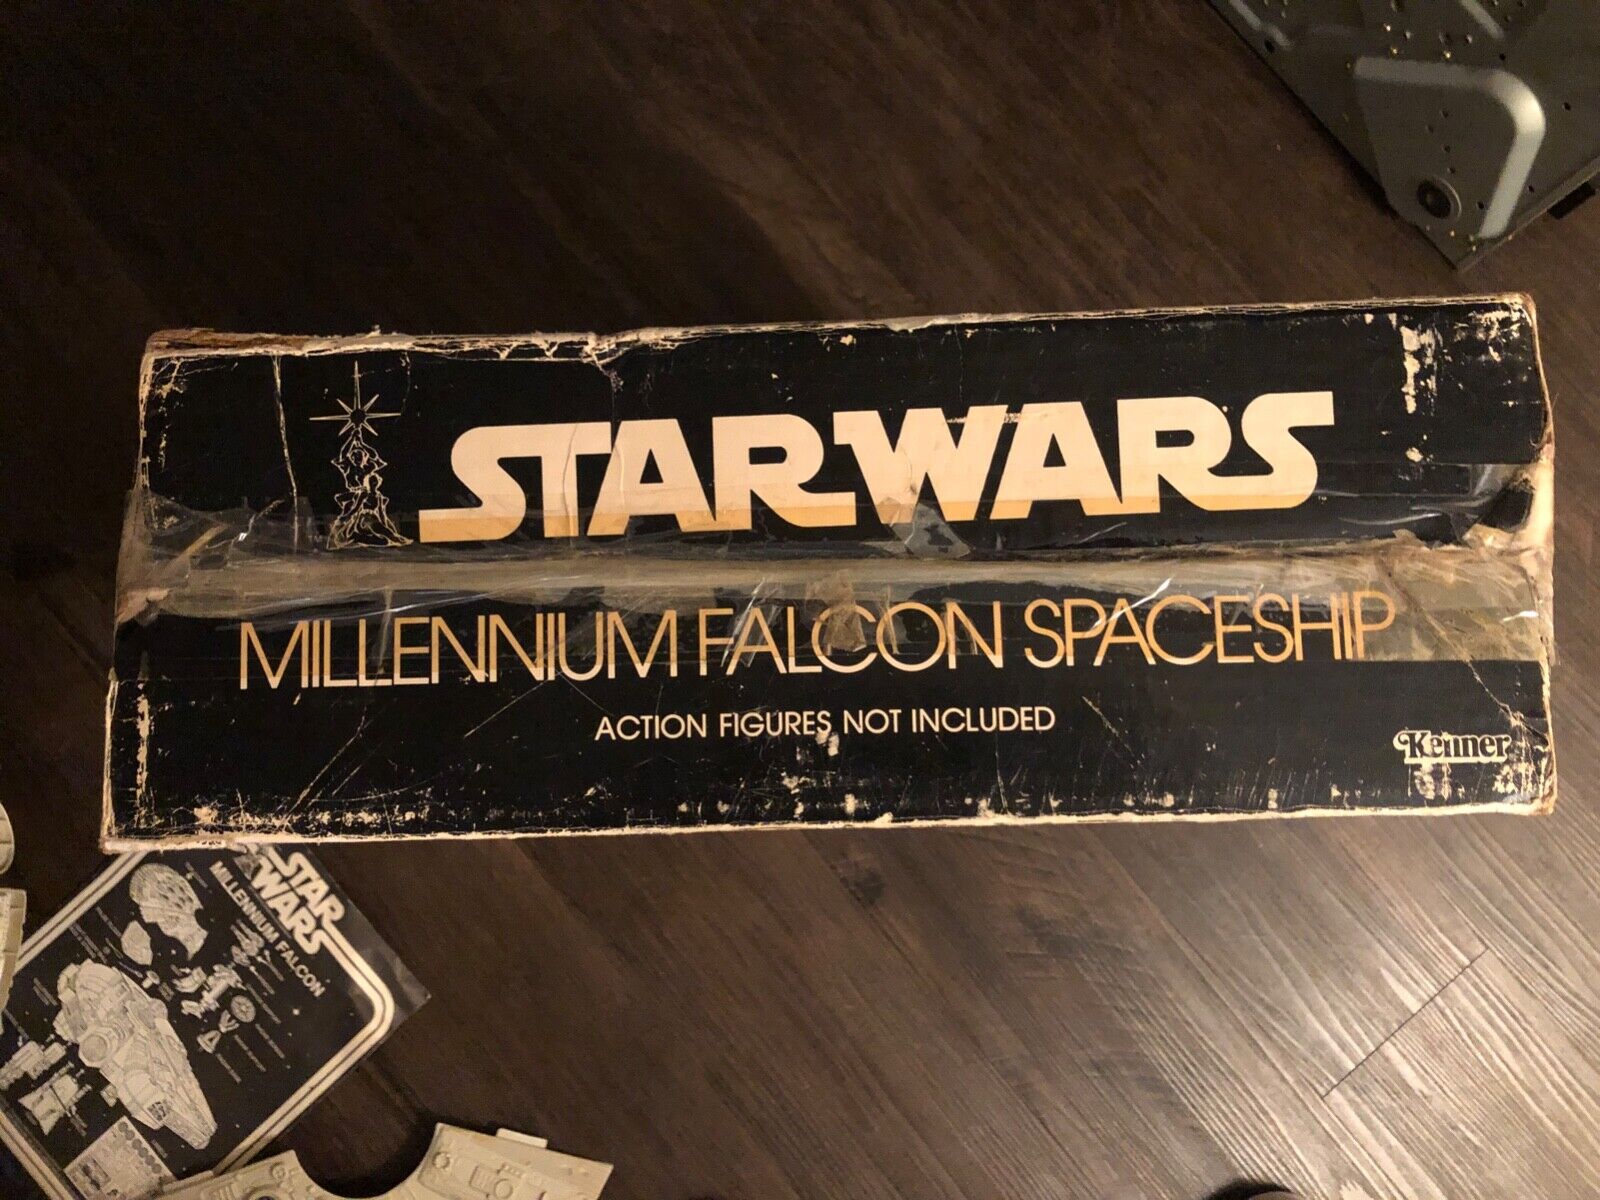 STAR WARS
MILLENNIUM FALCON SPACESHIP
ACTION FIGURES NOT INCLUDED
Kenner
STAR
WARS
MILLENNIUM FALCON